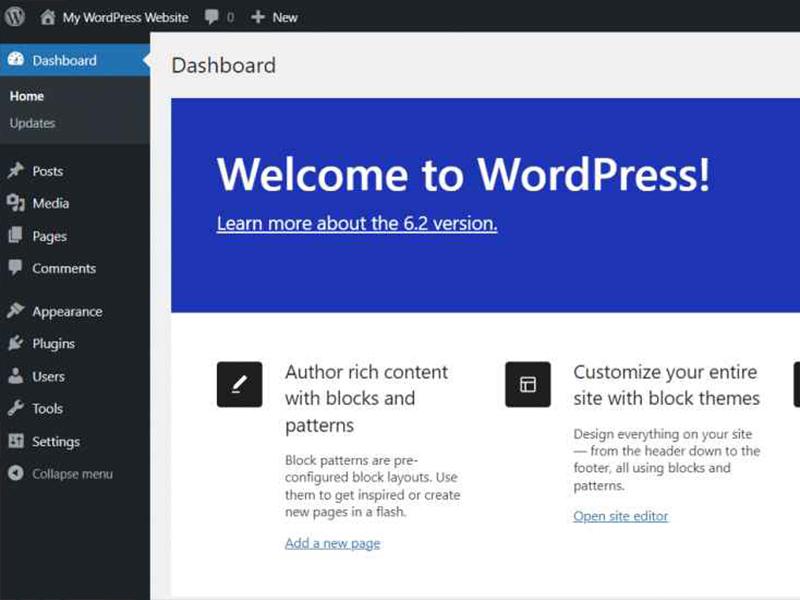 My WordPress Website 0 New
Dashboard
Home
Updates
Posts
Media
Pages
Comments
Appearance
Plugins
Users
Tools
Settings
Collapse menu
Dashboard
Welcome to WordPress!
Learn more about the 6.2 version.
Author rich content
with blocks and
patterns
Block patterns are pre-
configured block layouts. Use
them to get inspired or create
new pages in a flash.
Add a new page
Customize your entire
site with block themes
Design everything on your site
— from the header down to the
footer, all using blocks and
patterns.
Open site editor